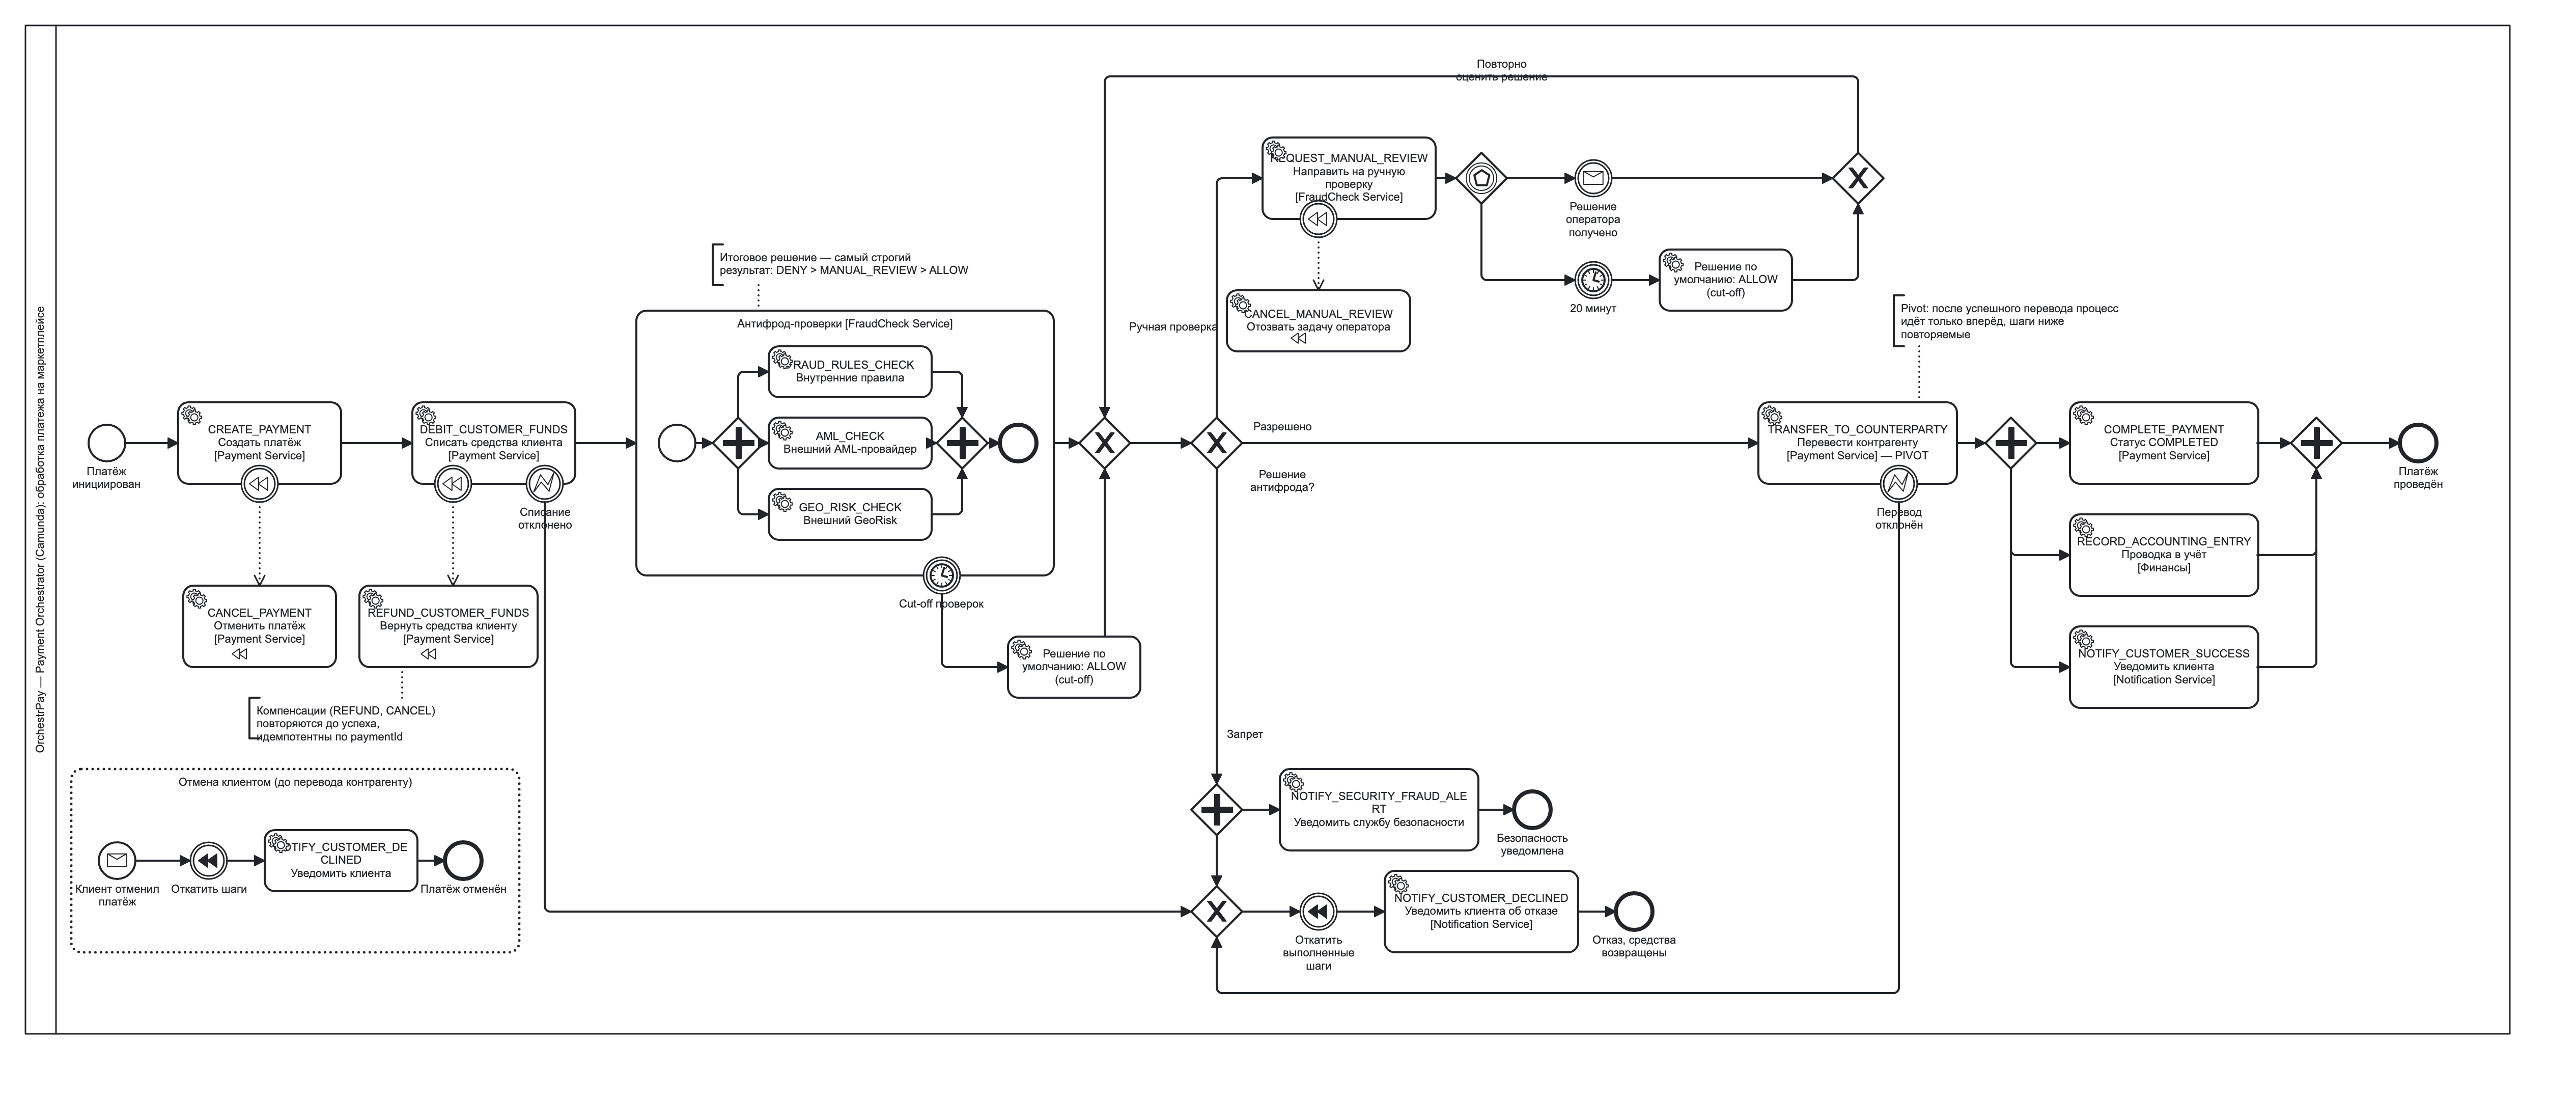 OrchestrPay — Payment Orchestrator (Camunda): обработка платежа на маркетплейсе
Платёж
инициирован
CREATE_PAYMENT
Создать платёж
[Payment Service]
CANCEL_PAYMENT
Отменить платёж
[Payment Service]
DEBIT_CUSTOMER_FUNDS
Списать средства клиента
[Payment Service]
Списание
отклонено
REFUND_CUSTOMER_FUNDS
Вернуть средства клиенту
[Payment Service]
Компенсации (REFUND, CANCEL)
повторяются до успеха,
идемпотентны по paymentId
Итоговое решение — самый строгий
результат: DENY > MANUAL_REVIEW > ALLOW
Антифрод-проверки [FraudCheck Service]
FRAUD_RULES_CHECK
Внутренние правила
AML_CHECK
Внешний AML-провайдер
GEO_RISK_CHECK
Внешний GeoRisk
Cut-off проверок
Решение по
умолчанию: ALLOW
(cut-off)
Повторно
оценить решение
Ручная проверка
REQUEST_MANUAL_REVIEW
Направить на ручную
проверку
[FraudCheck Service]
CANCEL_MANUAL_REVIEW
Отозвать задачу оператора
Решение
оператора
получено
20 минут
Решение по
умолчанию: ALLOW
(cut-off)
Разрешено
Решение
антифрода?
Запрет
Pivot: после успешного перевода процесс
идёт только вперёд, шаги ниже
повторяемые
TRANSFER_TO_COUNTERPARTY
Перевести контрагенту
[Payment Service] — PIVOT
Перевод
отклонён
COMPLETE_PAYMENT
Статус COMPLETED
[Payment Service]
RECORD_ACCOUNTING_ENTRY
Проводка в учёт
[Финансы]
NOTIFY_CUSTOMER_SUCCESS
Уведомить клиента
[Notification Service]
Платёж
проведён
NOTIFY_SECURITY_FRAUD_ALE
RT
Уведомить службу безопасности
Безопасность
уведомлена
Откатить
выполненные
шаги
NOTIFY_CUSTOMER_DECLINED
Уведомить клиента об отказе
[Notification Service]
Отказ, средства
возвращены
Отмена клиентом (до перевода контрагенту)
Клиент отменил
платёж
Откатить шаги
NOTIFY_CUSTOMER_DE
CLINED
Уведомить клиента
Платёж отменён